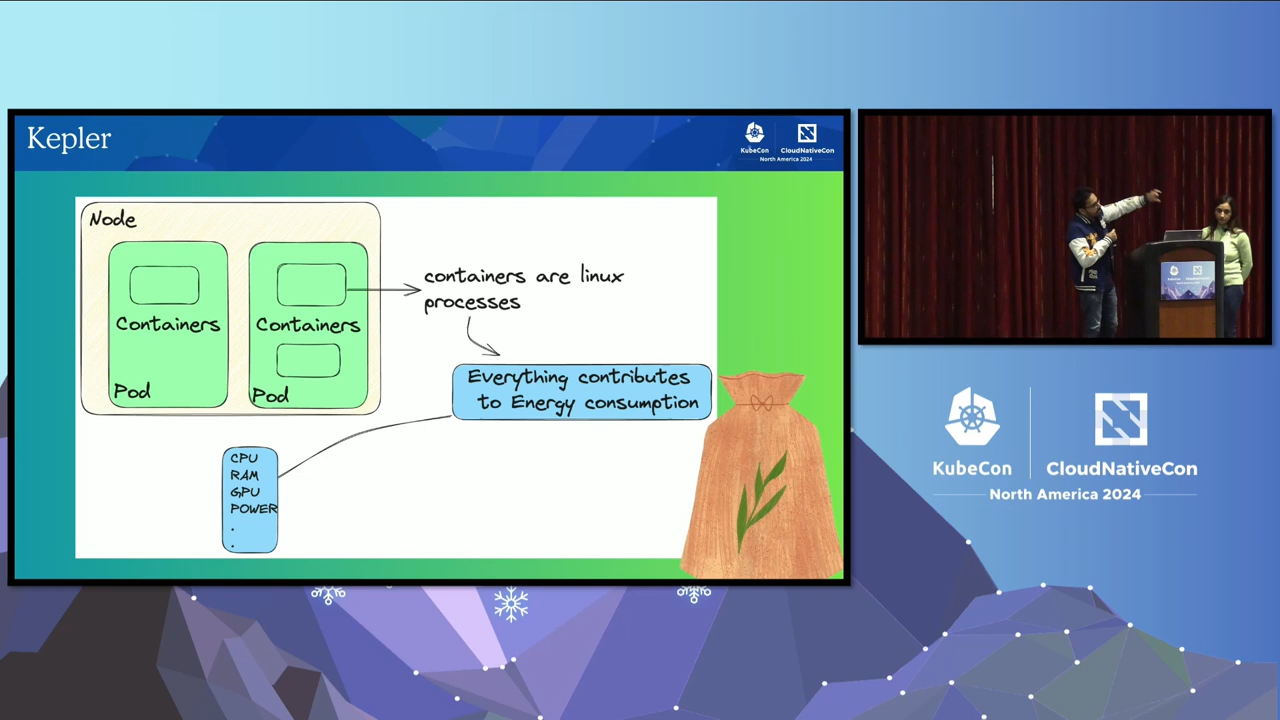 Kepler
KubeCon
CloudNativeCon
North America 2024
Node
Containers
Pod
Containers
Pod
containers are linux
processes
Everything contributes
to Energy consumption
CPU
RAM
GPU
POWER
.
.
KubeCon
CloudNativeCon
North America 2024